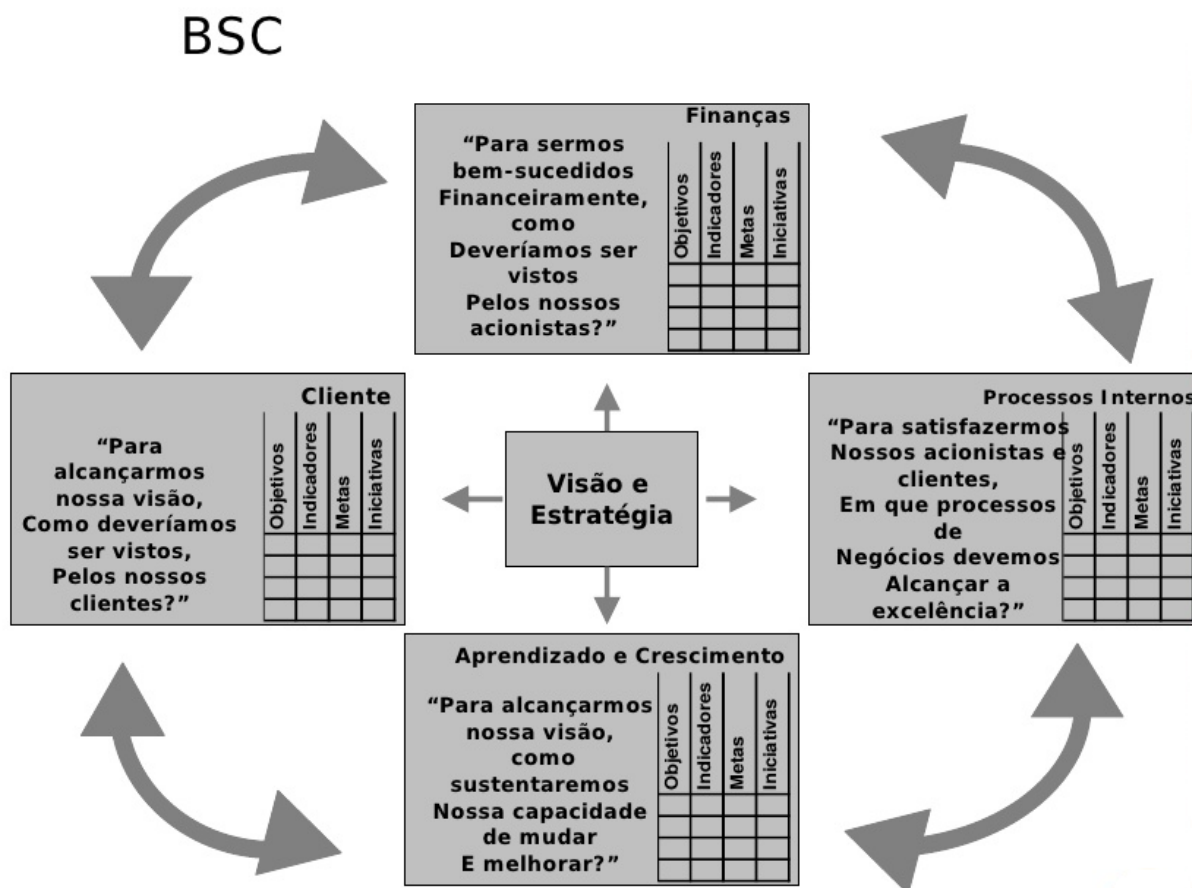 BSC
Finanças
“Para sermos
bem-sucedidos
Financeiramente,
como
Deveríamos ser
vistos
Pelos nossos
acionistas?”
Objetivos
Indicadores
Metas
Iniciativas
Cliente
“Para
alcançarmos
nossa visão,
Como deveríamos
ser vistos,
Pelos nossos
clientes?”
Objetivos
Indicadores
Metas
Iniciativas
Visão e
Estratégia
Processos Internos
“Para satisfazermos
Nossos acionistas e
clientes,
Em que processos
de
Negócios devemos
Alcançar a
excelência?”
Objetivos
Indicadores
Metas
Iniciativas
Aprendizado e Crescimento
“Para alcançarmos
nossa visão,
como
sustentaremos
Nossa capacidade
de mudar
E melhorar?”
Objetivos
Indicadores
Metas
Iniciativas